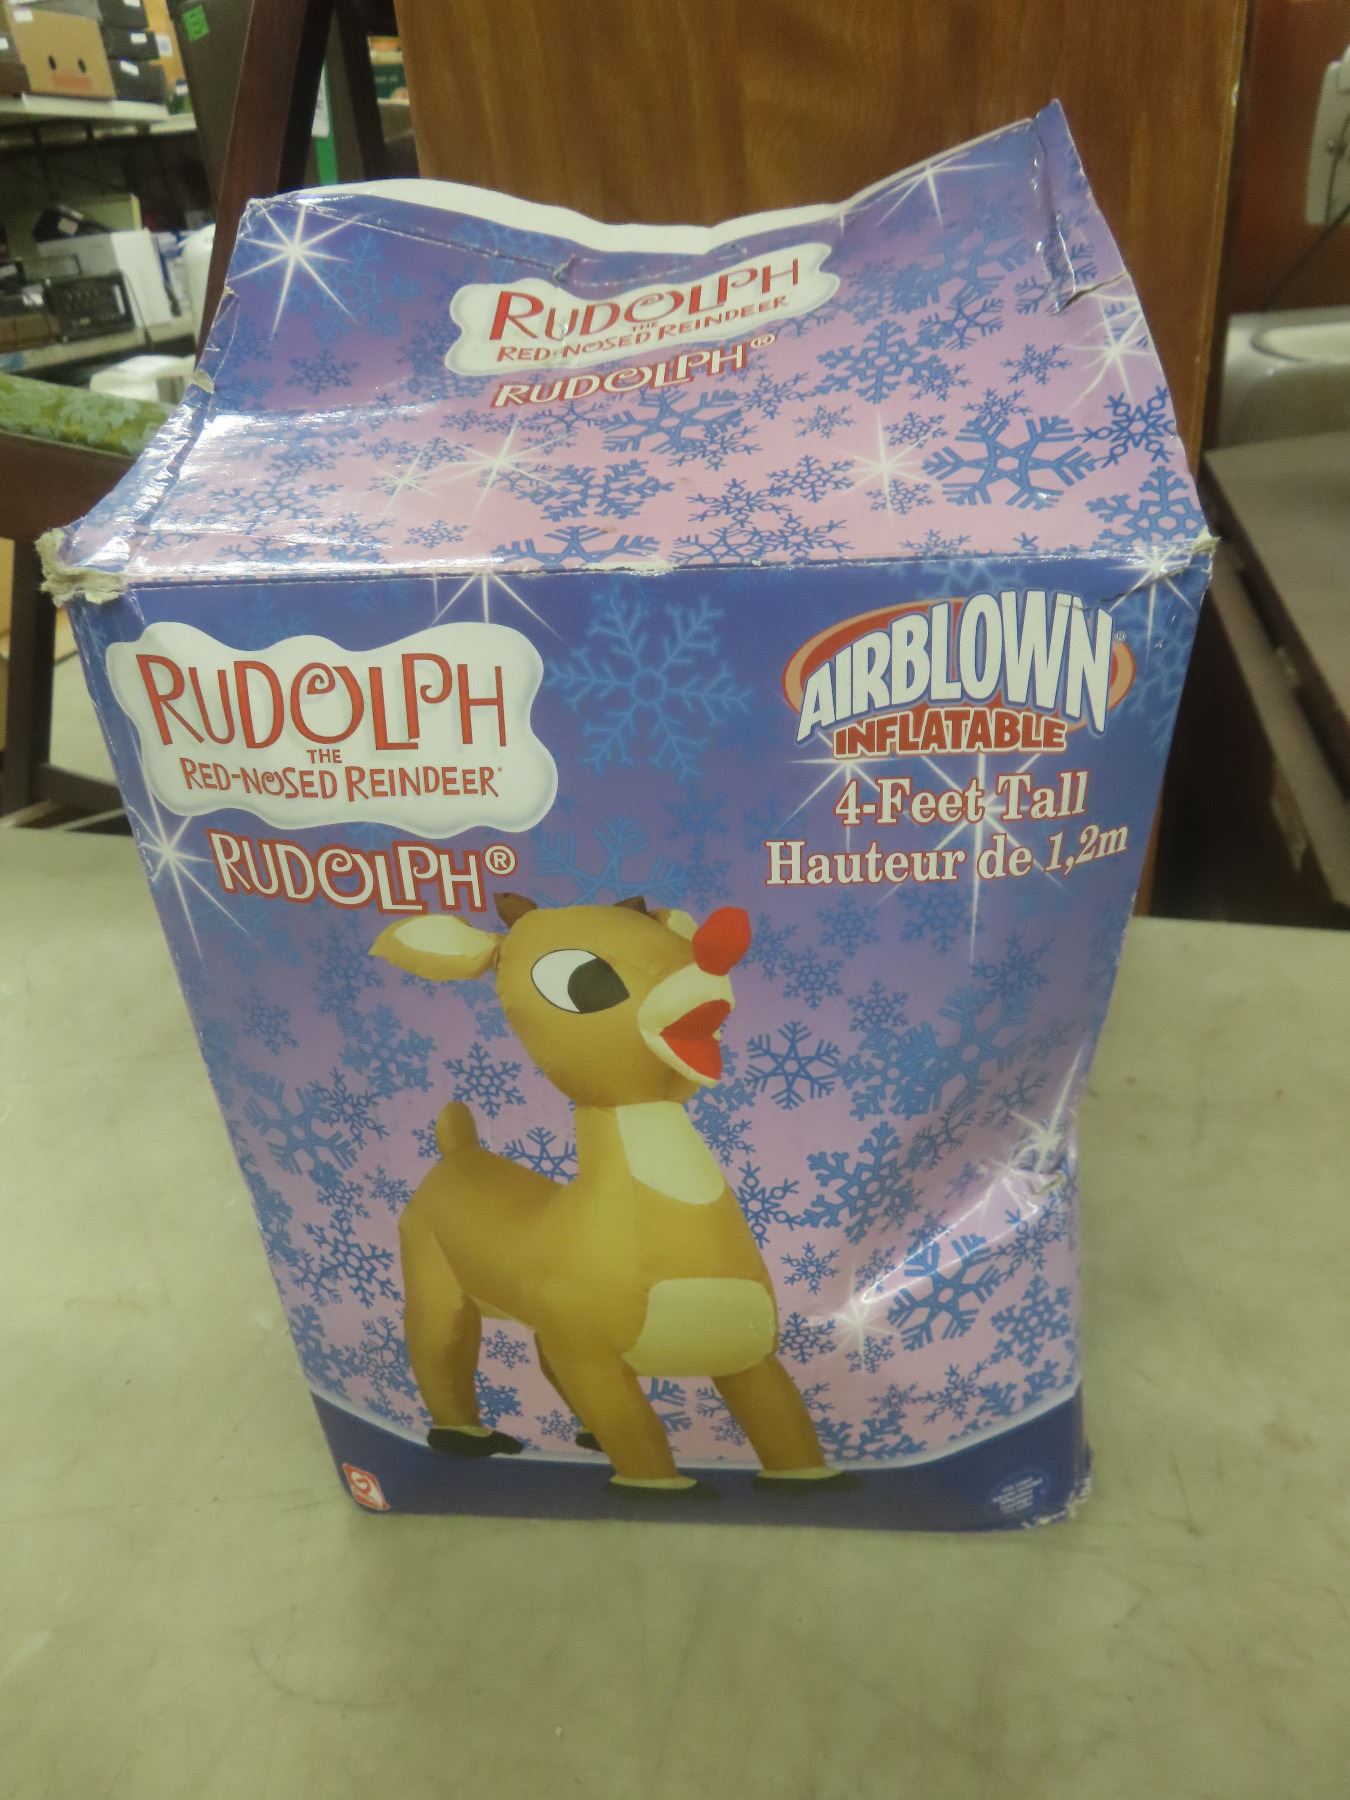 RUDOLPH
THE
RED-NOSED REINDEER
RUDOLPH®
RUDOLPH
THE
RED-NOSED REINDEER
RUDOLPH®
AIRBLOWN®
INFLATABLE
4-Feet Tall
Hauteur de 1,2m